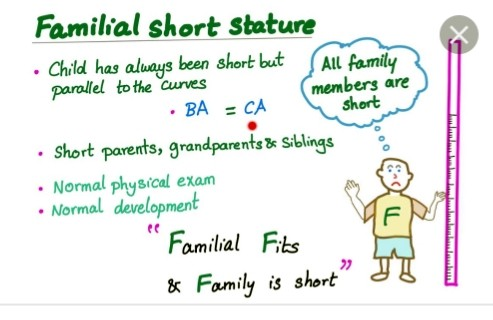 Familial short stature
• Child has always been short but
parallel to the curves
• BA = CA
• Short parents, grandparents & Siblings
• Normal physical exam
• Normal development
"Familial Fits
& Family is short"
All family
members are
short
F